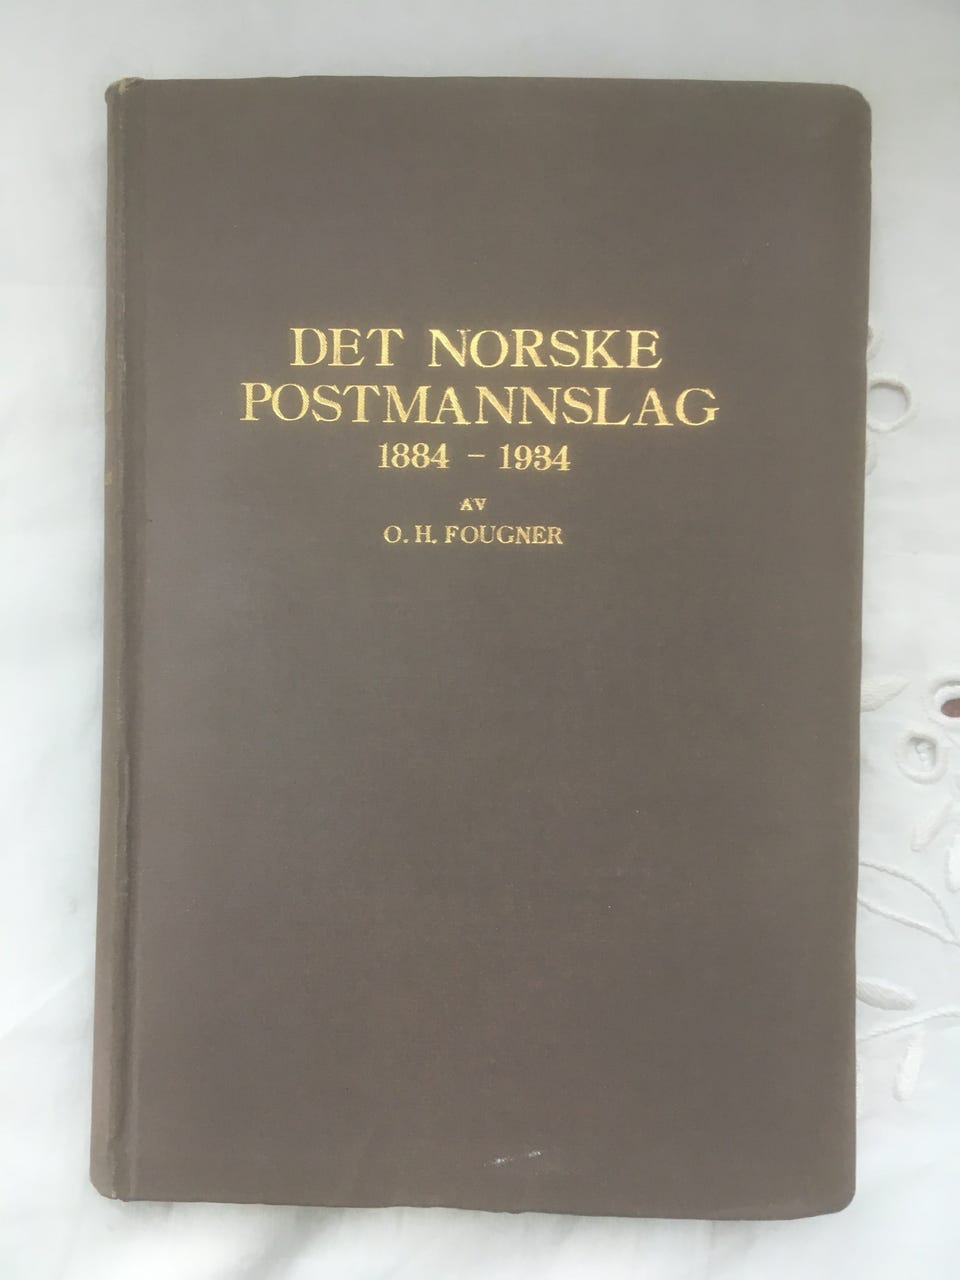 DET NORSKE
POSTMANNSLAG
1884 – 1934
AV
O. H. FOUGNER